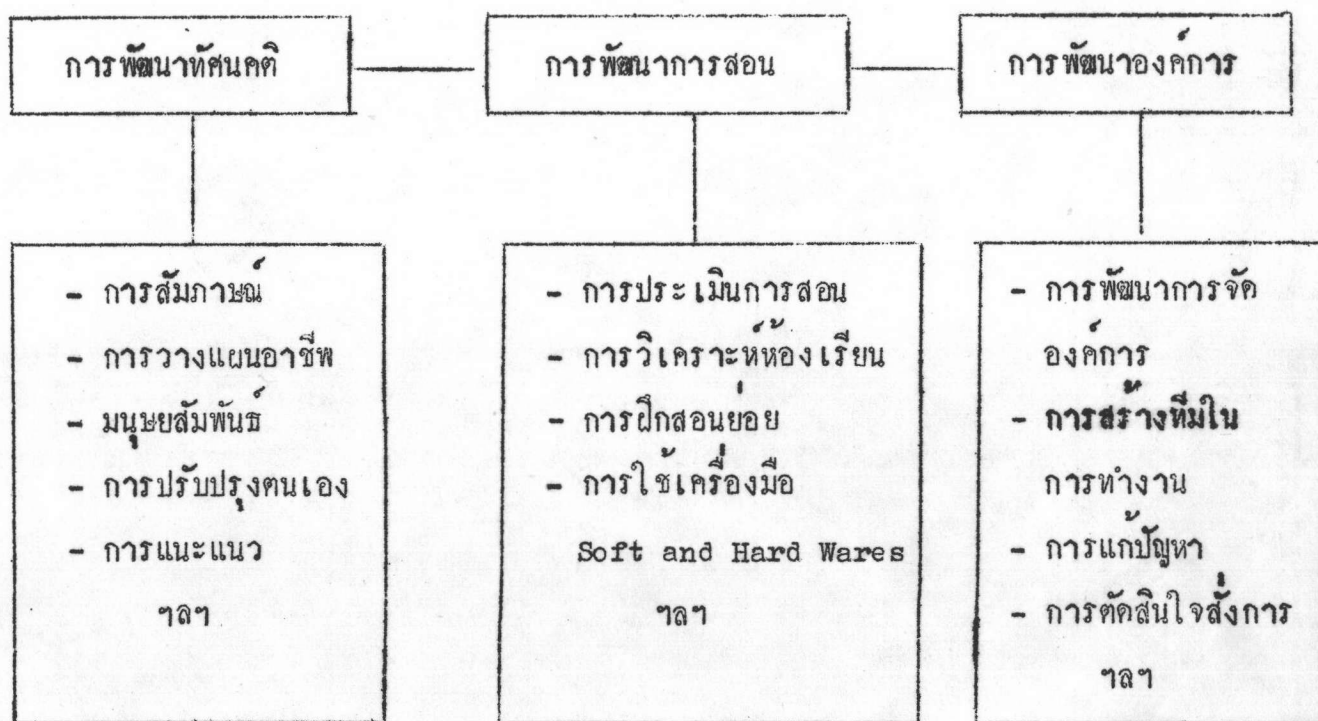 การพัฒนาทัศนคติ
การพัฒนาการสอน
การพัฒนาองค์การ
- การสัมภาษณ์
- การวางแผนอาชีพ
- มนุษยสัมพันธ์
- การปรับปรุงตนเอง
- การแนะแนว
ฯลฯ
- การประเมินการสอน
- การวิเคราะห์ห้องเรียน
- การฝึกสอนย่อย
- การใช้เครื่องมือ
Soft and Hard Wares
ฯลฯ
- การพัฒนาการจัด
องค์การ
- การสร้างทีมใน
การทำงาน
- การแก้ปัญหา
- การตัดสินใจสั่งการ
ฯลฯ